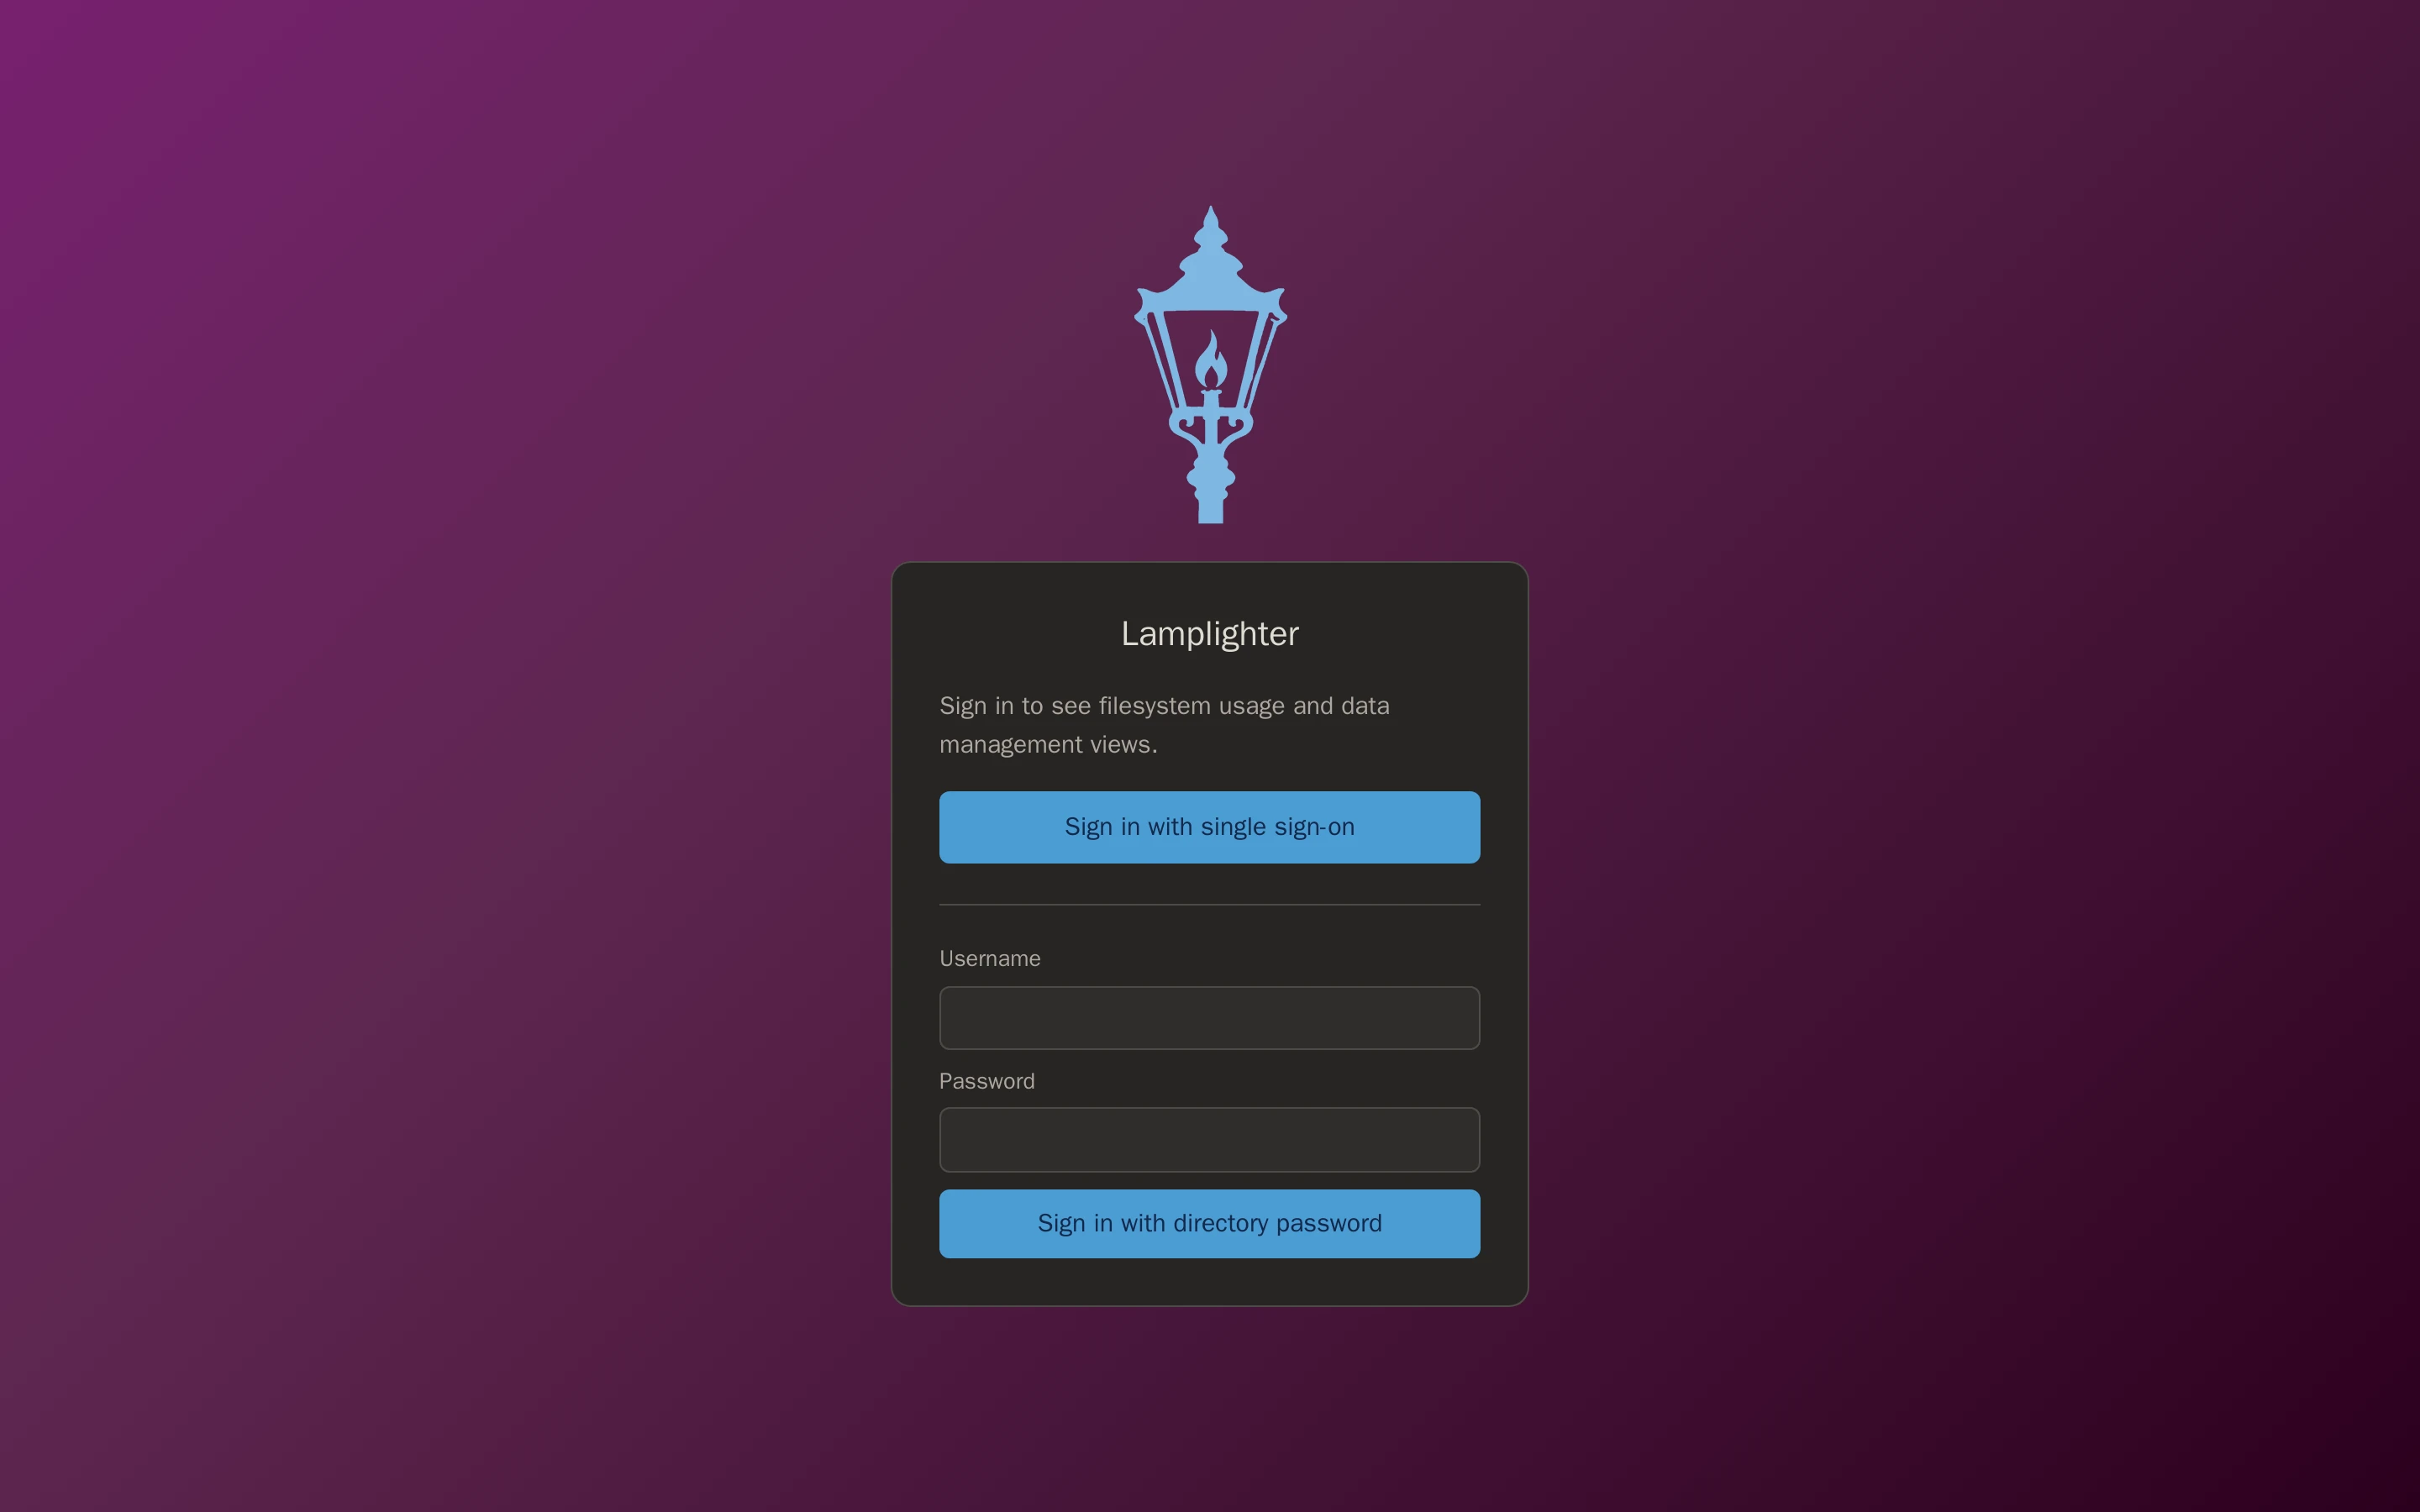 Lamplighter
Sign in to see filesystem usage and data
management views.
Sign in with single sign-on
Username
Password
Sign in with directory password